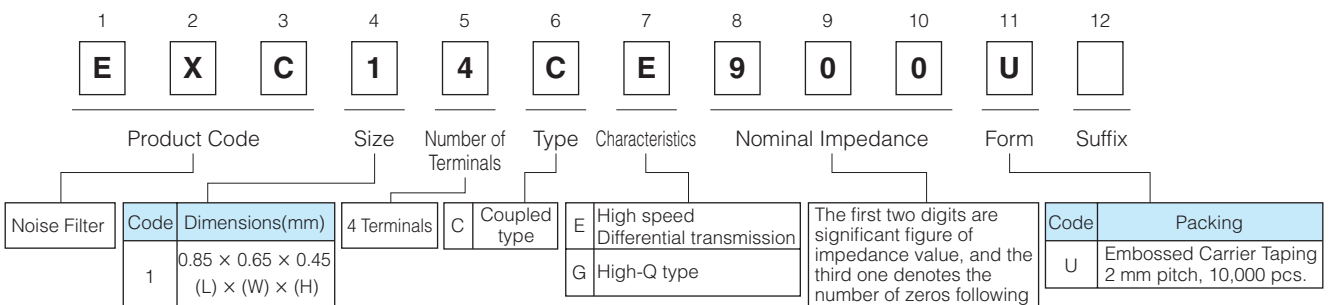 1 2 3 4 5 6 7 8 9 10 11 12
E X C 1 4 C E 9 0 0 U
Product Code Size Number of Terminals Type Characteristics Nominal Impedance Form Suffix
Noise Filter
Code Dimensions(mm)
1 0.85 × 0.65 × 0.45
(L) × (W) × (H)
4 Terminals
C Coupled
type
E High speed
Differential transmission
G High-Q type
The first two digits are
significant figure of
impedance value, and the
third one denotes the
number of zeros following
Code Packing
U Embossed Carrier Taping
2 mm pitch, 10,000 pcs.